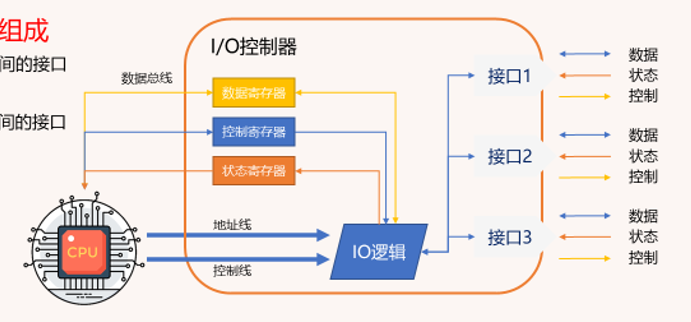 组成
间的接口
间的接口
I/O控制器
数据总线
数据寄存器
控制寄存器
状态寄存器
CPU
地址线
控制线
IO逻辑
接口1
数据
状态
控制
接口2
数据
状态
控制
接口3
数据
状态
控制